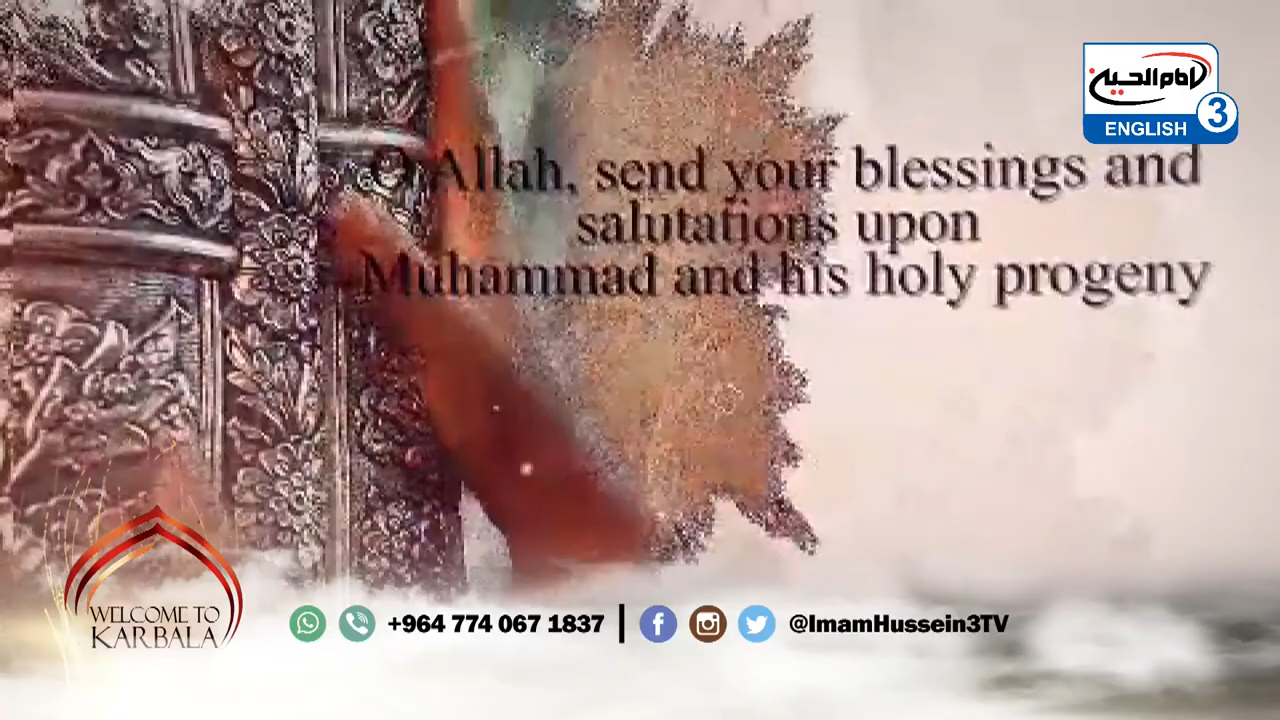 امام الحسين
3
ENGLISH
O Allah, send your blessings and
salutations upon
Muhammad and his holy progeny
WELCOME TO
KARBALA
+964 774 067 1837 | @ImamHussein3TV